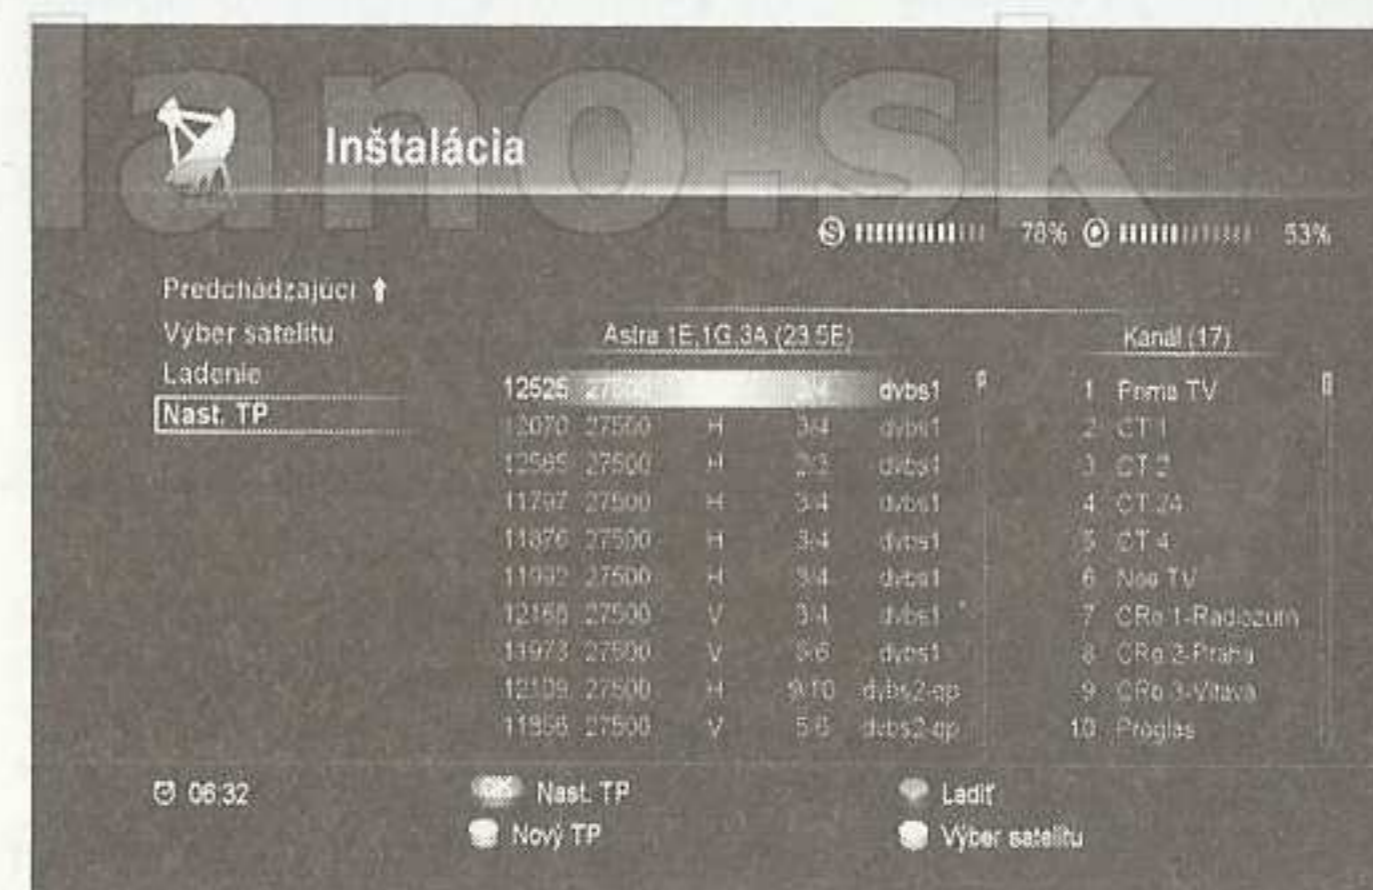 lano.sk
Inštalácia
S 78% 53%
Predchádzajúci
Výber satelitu
Ladenie
Nast. TP
Astra 1E,1G,3A (23.5E)
12525 dvbs1
12070 27500 H 3/4 dvbs1
12565 27500 H 2/3 dvbs1
11797 27500 H 3/4 dvbs1
11876 27500 H 3/4 dvbs1
11992 27500 H 3/4 dvbs1
12168 27500 V 3/4 dvbs1
11973 27500 V 5/6 dvbs1
12109 27500 H 9/10 dvbs2-qp
11856 27500 V 5/6 dvbs2-qp
Kanál (17)
1 Prima TV
2 CT 1
3 CT 2
4 CT 24
5 CT 4
6 Noe TV
7 CRo 1-Radiozurn
8 CRo 2-Praha
9 CRo 3-Vltava
10 Proglas
06:32
OK Nast. TP
Ladiť
Nový TP
Výber satelitu